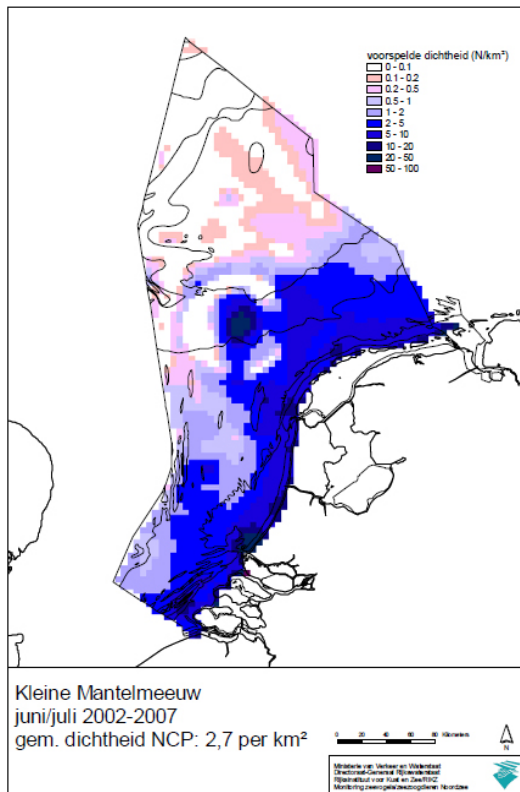 voorspelde dichtheid (N/km²)
0 - 0.1
0.1 - 0.2
0.2 - 0.5
0.5 - 1
1 - 2
2 - 5
5 - 10
10 - 20
20 - 50
50 - 100
Kleine Mantelmeeuw
juni/juli 2002-2007
gem. dichtheid NCP: 2,7 per km²
0 20 40 60 80 Kilometers
N
Ministerie van Verkeer en Waterstaat
Directoraat-Generaal Rijkswaterstaat
Rijksinstituut voor Kust en Zee/RIKZ
Monitoring zeevogels/zeezoogdieren Noordzee